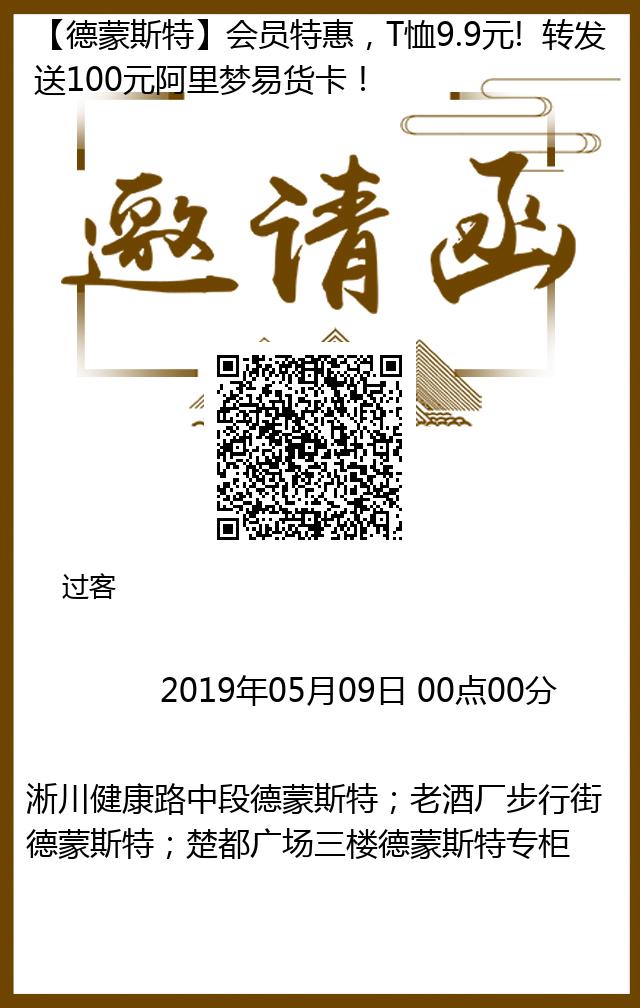 【德蒙斯特】会员特惠，T恤9.9元!  转发
送100元阿里梦易货卡！
邀请函
过客
2019年05月09日 00点00分
淅川健康路中段德蒙斯特；老酒厂步行街
德蒙斯特；楚都广场三楼德蒙斯特专柜